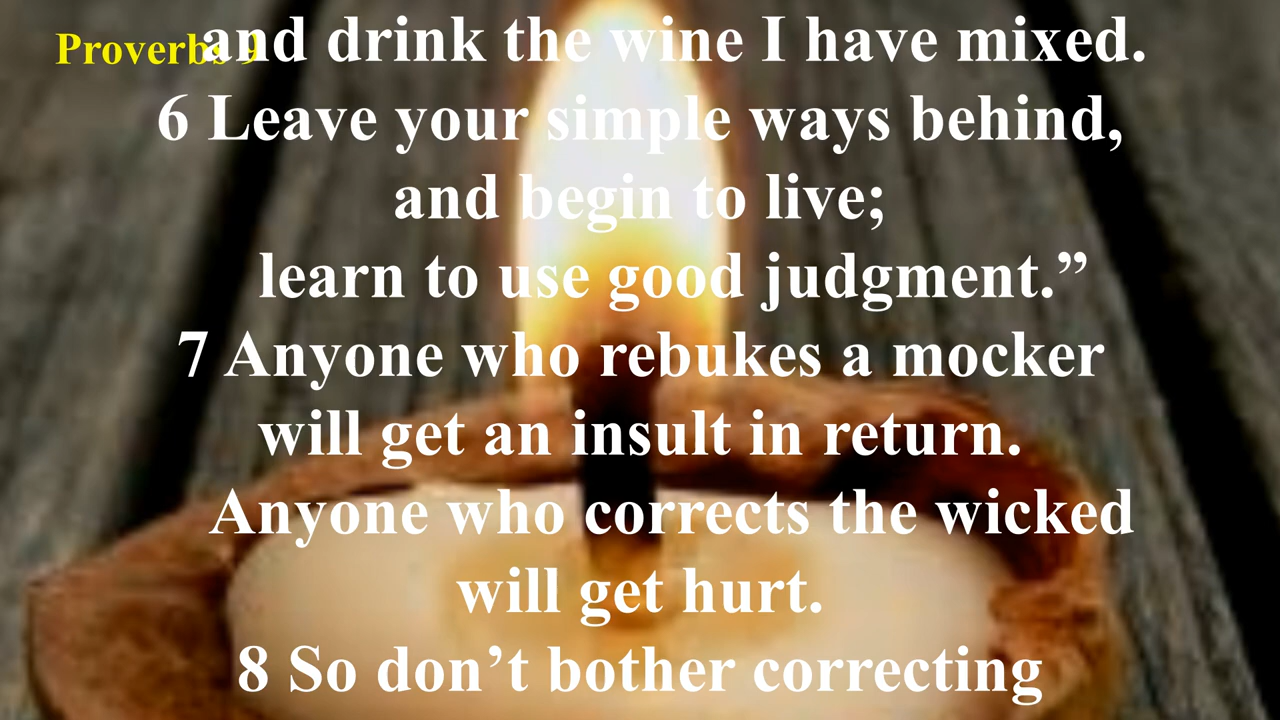 Proverbs 9
and drink the wine I have mixed.
6 Leave your simple ways behind,
and begin to live;
learn to use good judgment.”
7 Anyone who rebukes a mocker
will get an insult in return.
Anyone who corrects the wicked
will get hurt.
8 So don’t bother correcting